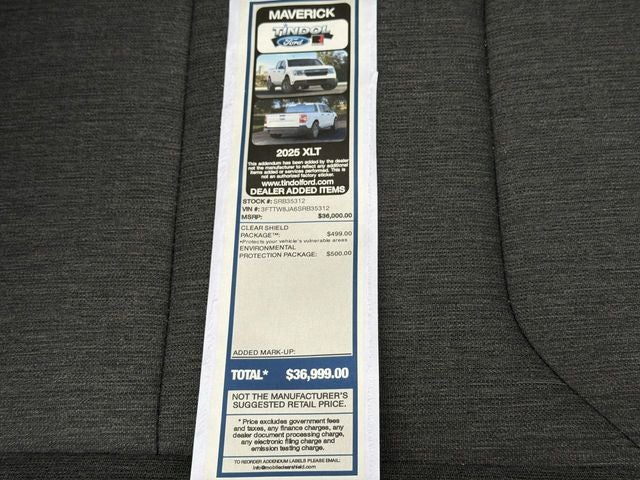 MAVERICK
TINDOL
Ford
2025 XLT
This addendum has been added by the dealer
not the manufacturer to reflect any additional
items added or services performed. This is
not an authorized factory sticker.
www.tindolford.com
DEALER ADDED ITEMS
STOCK #: SRB35312
VIN #: 3FTTW8JA6SRB35312
MSRP: $36,000.00
CLEAR SHIELD
PACKAGE™: $499.00
•Protects your vehicle's vulnerable areas
ENVIRONMENTAL
PROTECTION PACKAGE: $500.00
ADDED MARK-UP:
TOTAL* $36,999.00
NOT THE MANUFACTURER'S
SUGGESTED RETAIL PRICE.
* Price excludes government fees
and taxes, any finance charges, any
dealer document processing charge,
any electronic filing charge and
emission testing charge.
TO REORDER ADDENDUM LABELS PLEASE EMAIL:
info@mobileclearshield.com